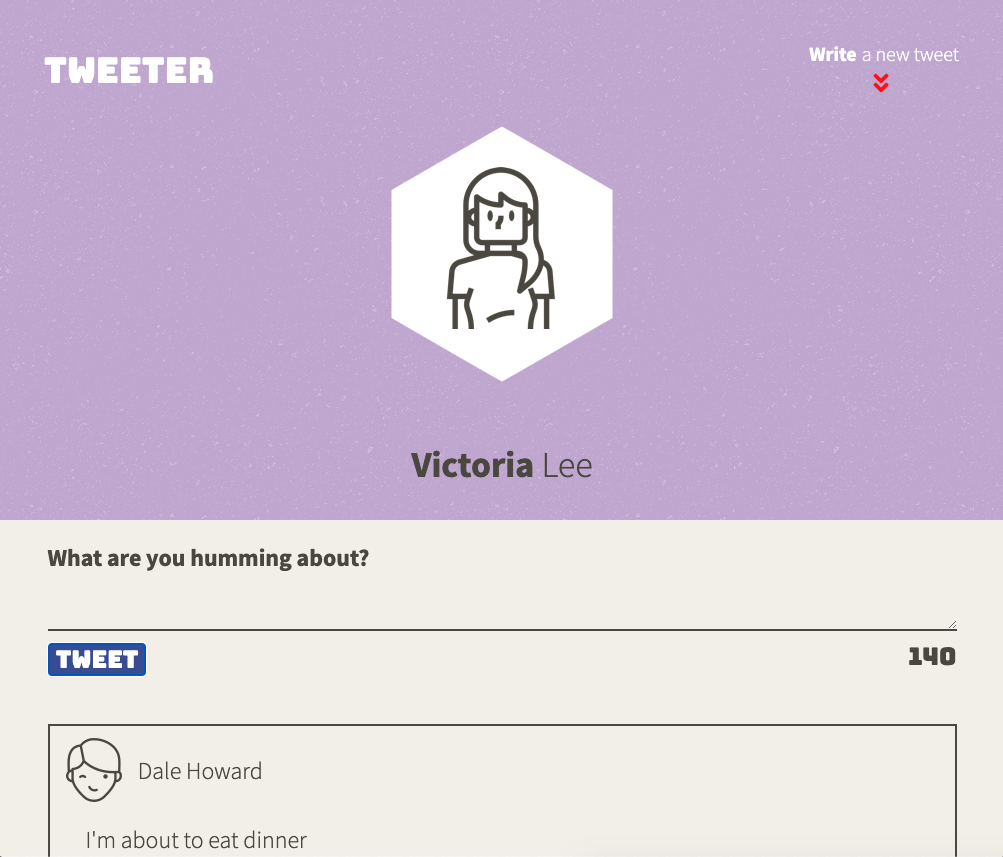 TWEETER
Write a new tweet
Victoria Lee
What are you humming about?
TWEET
140
Dale Howard
I'm about to eat dinner